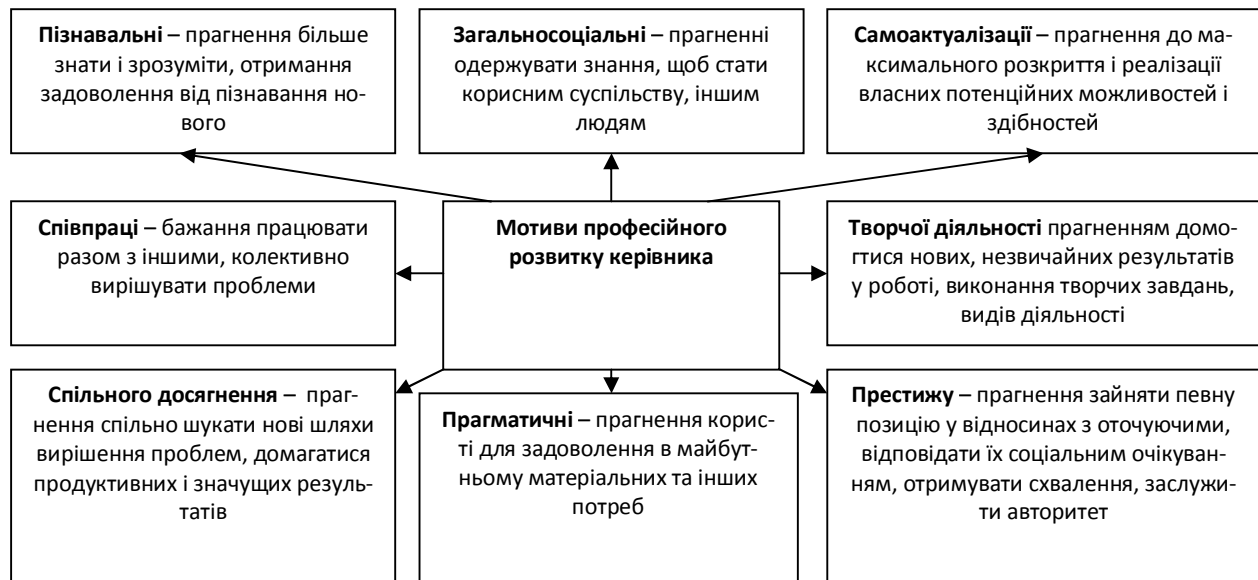 Пізнавальні – прагнення більше
знати і зрозуміти, отримання
задоволення від пізнавання но-
вого
Загальносоціальні – прагненні
одержувати знання, щоб стати
корисним суспільству, іншим
людям
Самоактуалізації – прагнення до ма-
ксимального розкриття і реалізації
власних потенційних можливостей і
здібностей
Співпраці – бажання працювати
разом з іншими, колективно
вирішувати проблеми
Мотиви професійного
розвитку керівника
Творчої діяльності прагненням домо-
гтися нових, незвичайних результатів
у роботі, виконання творчих завдань,
видів діяльності
Спільного досягнення – праг-
нення спільно шукати нові шляхи
вирішення проблем, домагатися
продуктивних і значущих резуль-
татів
Прагматичні – прагнення корис-
ті для задоволення в майбут-
ньому матеріальних та інших
потреб
Престижу – прагнення зайняти певну
позицію у відносинах з оточуючими,
відповідати їх соціальним очікуван-
ням, отримувати схвалення, заслужи-
ти авторитет